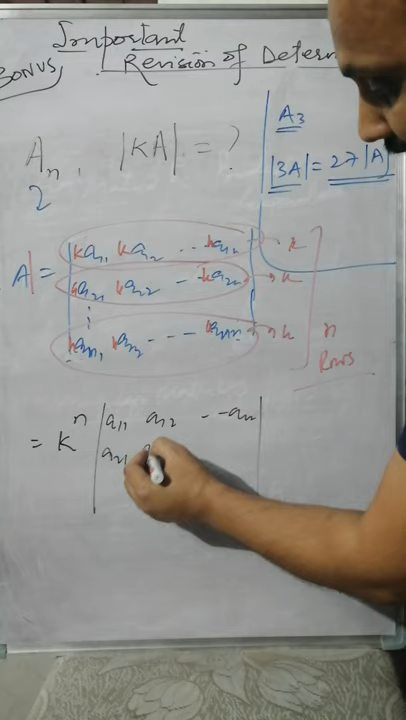 Important
BONUS
Revision of Determ
Aₙ, |KA| = ?
2
A₃
|3A| = 27|A|
A| = |ka₁₁ ka₁₂ .. ka₁ₙ| → k
ka₂₁ ka₂₂ - ka₂ₙ → k
⋮
kaₙ₁ kaₙ₂ --- kaₙₙ → k
n
Rows
= kⁿ |a₁₁ a₁₂ - - a₁ₙ|
a₂₁